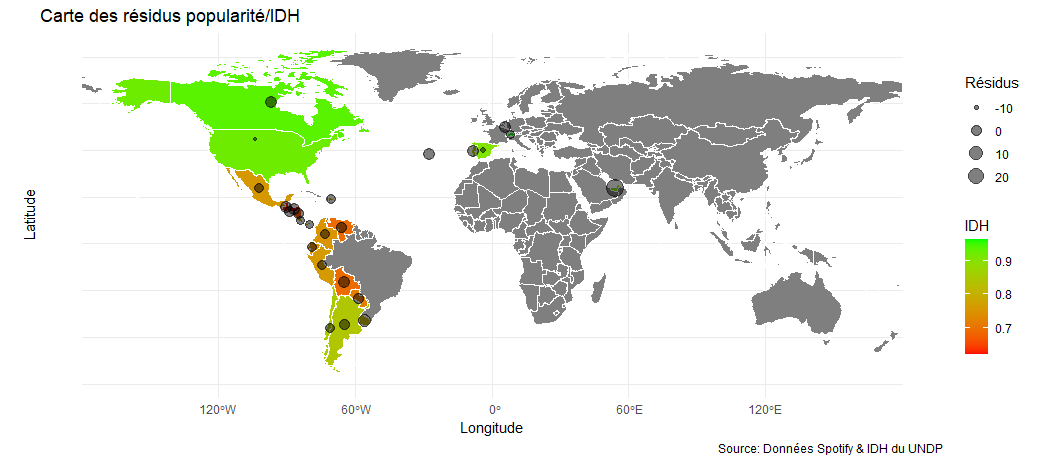 Carte des résidus popularité/IDH
Latitude
Résidus
-10
0
10
20
IDH
0.9
0.8
0.7
120°W
60°W
0°
60°E
120°E
Longitude
Source: Données Spotify & IDH du UNDP